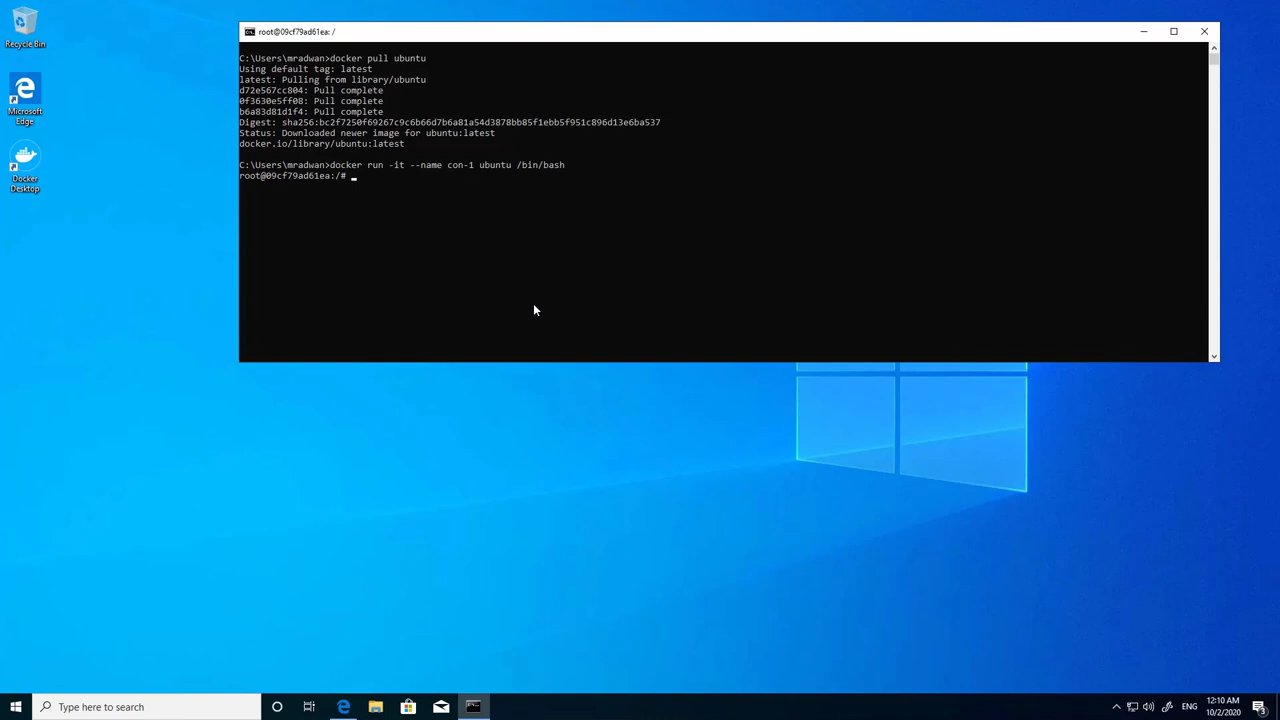 Recycle Bin
Microsoft
Edge
Docker
Desktop
root@09cf79ad61ea: /
C:\Users\mradwan>docker pull ubuntu
Using default tag: latest
latest: Pulling from library/ubuntu
d72e567cc804: Pull complete
0f3630e5ff08: Pull complete
b6a83d81d1f4: Pull complete
Digest: sha256:bc2f7250f69267c9c6b66d7b6a81a54d3878bb85f1ebb5f951c896d13e6ba537
Status: Downloaded newer image for ubuntu:latest
docker.io/library/ubuntu:latest
C:\Users\mradwan>docker run -it --name con-1 ubuntu /bin/bash
root@09cf79ad61ea:/#
Type here to search
ENG
12:10 AM
10/2/2020
3